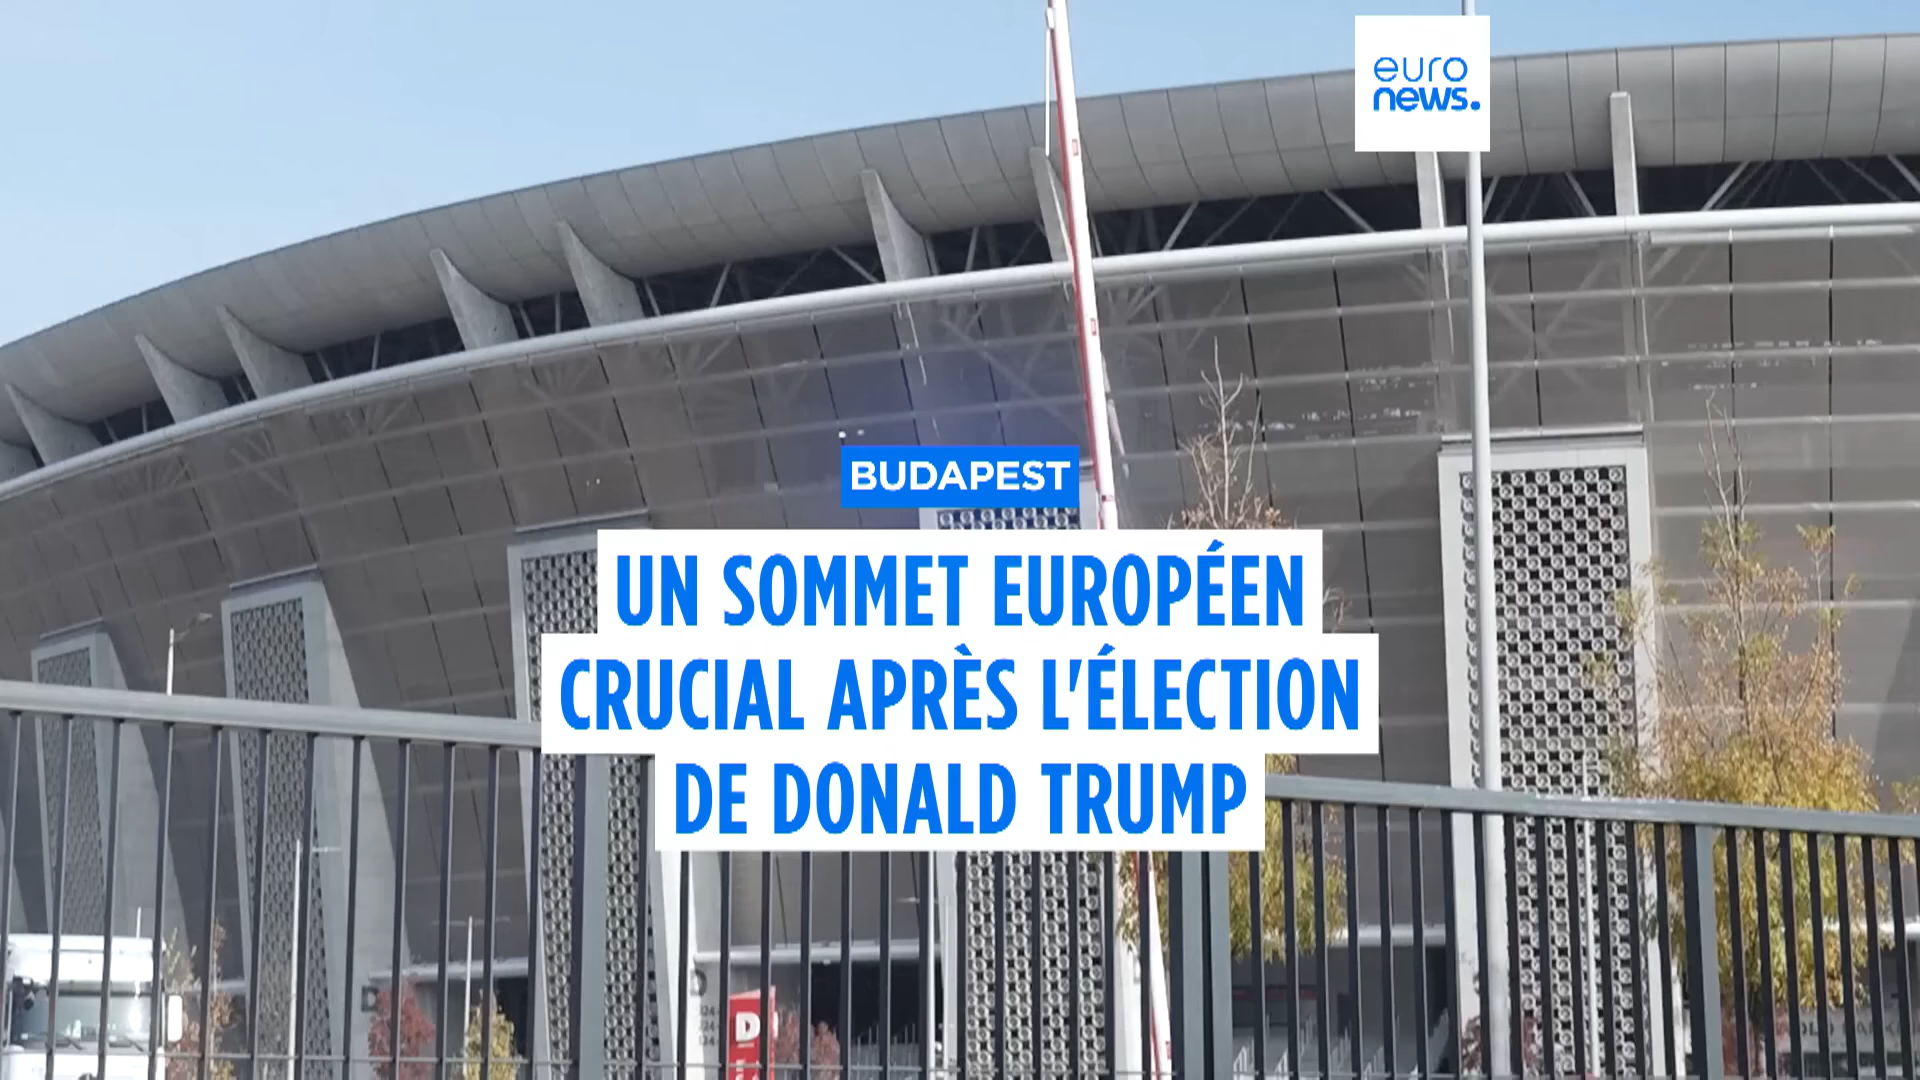 euro
news.
BUDAPEST
UN SOMMET EUROPÉEN
CRUCIAL APRÈS L'ÉLECTION
DE DONALD TRUMP
D
D